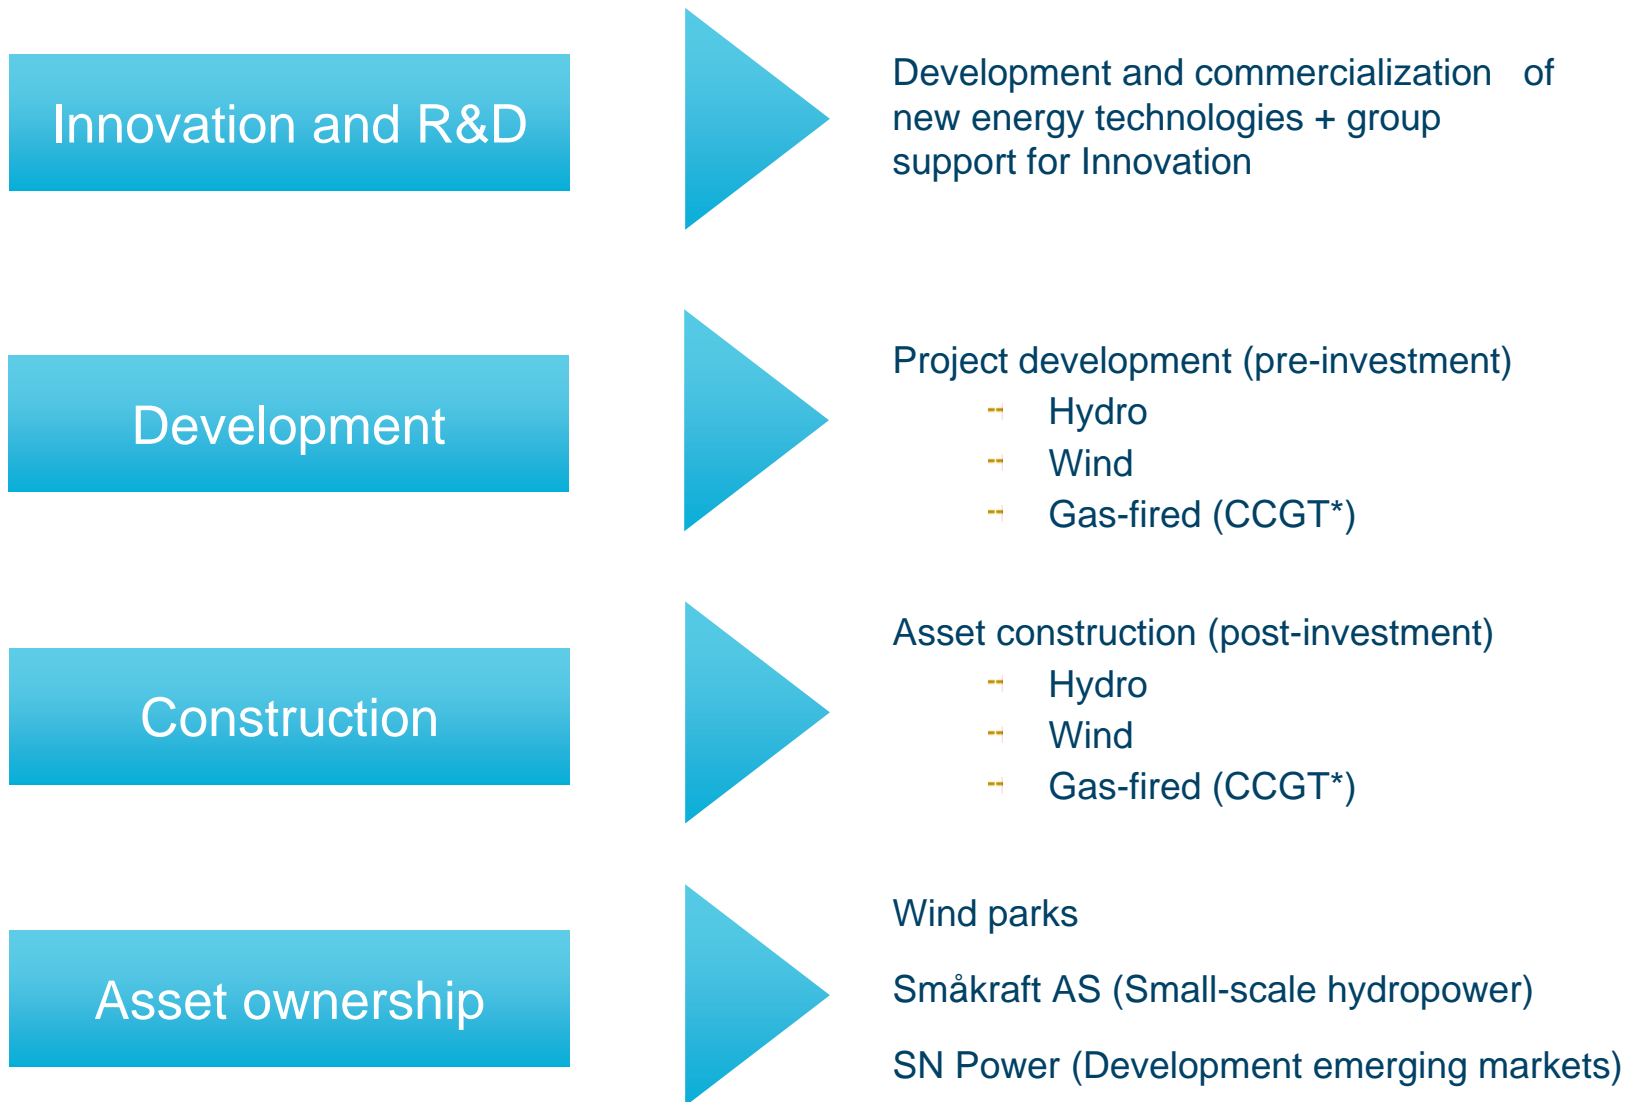 Innovation and R&D
Development and commercialization of
new energy technologies + group
support for Innovation
Development
Project development (pre-investment)
Hydro
Wind
Gas-fired (CCGT*)
Construction
Asset construction (post-investment)
Hydro
Wind
Gas-fired (CCGT*)
Asset ownership
Wind parks
Småkraft AS (Small-scale hydropower)
SN Power (Development emerging markets)